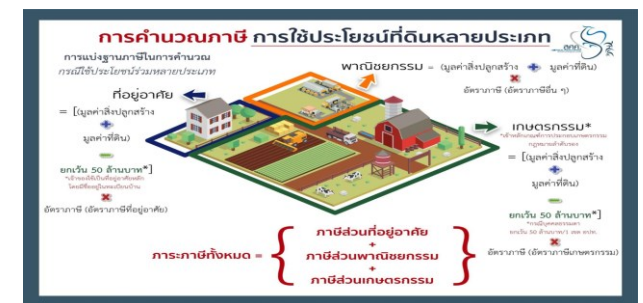 การคำนวณภาษี การใช้ประโยชน์ที่ดินหลายประเภท
การแบ่งฐานภาษีในการคำนวณ
กรณีใช้ประโยชน์ร่วมหลายประเภท
พาณิชยกรรม = (มูลค่าสิ่งปลูกสร้าง + มูลค่าที่ดิน)
×
อัตราภาษี (อัตราภาษีอื่น ๆ)
ที่อยู่อาศัย
= [(มูลค่าสิ่งปลูกสร้าง
+
มูลค่าที่ดิน)
-
ยกเว้น 50 ล้านบาท*]
×
อัตราภาษี (อัตราภาษีที่อยู่อาศัย)
เกษตรกรรม*
= [(มูลค่าสิ่งปลูกสร้าง
+
มูลค่าที่ดิน)
-
ยกเว้น 50 ล้านบาท*]
×
อัตราภาษี (อัตราภาษีเกษตรกรรม)
ภาระภาษีทั้งหมด = {
ภาษีส่วนที่อยู่อาศัย
+
ภาษีส่วนพาณิชยกรรม
+
ภาษีส่วนเกษตรกรรม
}